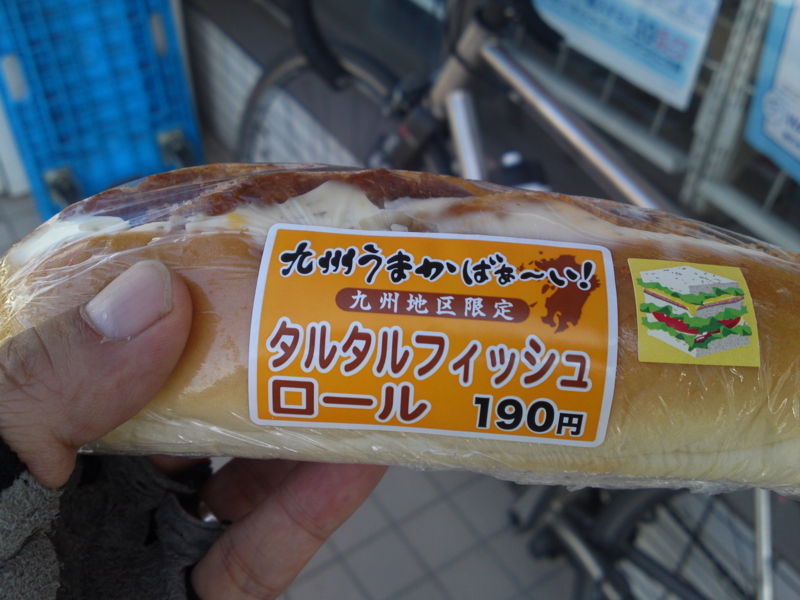 九州うまかばぁ～い!
九州地区限定
タルタルフィッシュ
ロール 190円